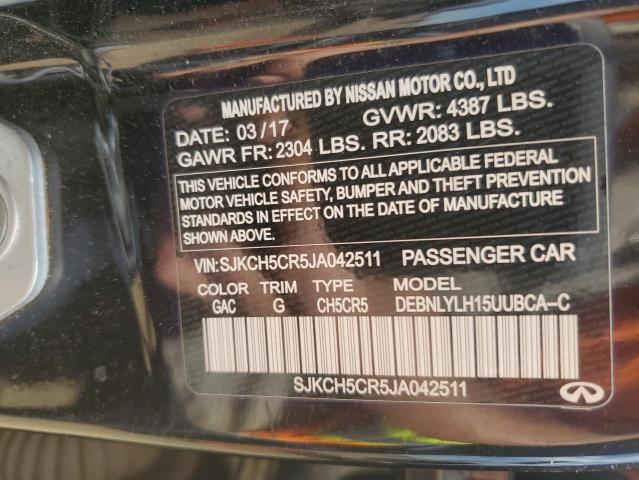 MANUFACTURED BY NISSAN MOTOR CO., LTD
DATE: 03/17 GVWR: 4387 LBS.
GAWR FR: 2304 LBS. RR: 2083 LBS.
THIS VEHICLE CONFORMS TO ALL APPLICABLE FEDERAL
MOTOR VEHICLE SAFETY, BUMPER AND THEFT PREVENTION
STANDARDS IN EFFECT ON THE DATE OF MANUFACTURE
SHOWN ABOVE.
VIN: SJKCH5CR5JA042511 PASSENGER CAR
COLOR TRIM TYPE MODEL
GAC G CH5CR5 DEBNLYLH15UUBCA-C
SJKCH5CR5JA042511